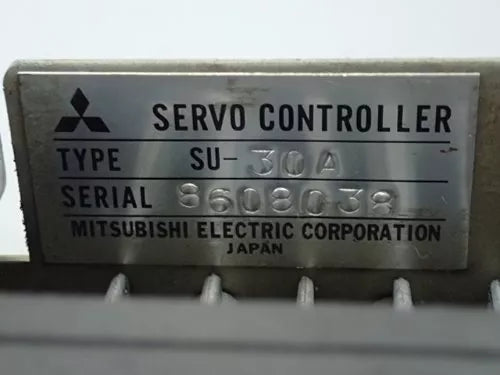 SERVO CONTROLLER
TYPE SU-30A
SERIAL 8608038
MITSUBISHI ELECTRIC CORPORATION
JAPAN